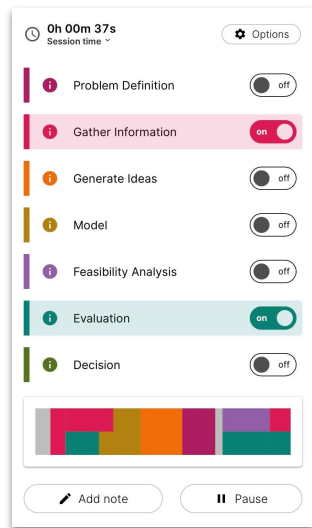 0h 00m 37s
Session time
Options
Problem Definition
off
Gather Information
on
Generate Ideas
off
Model
off
Feasibility Analysis
off
Evaluation
on
Decision
off
Add note
Pause